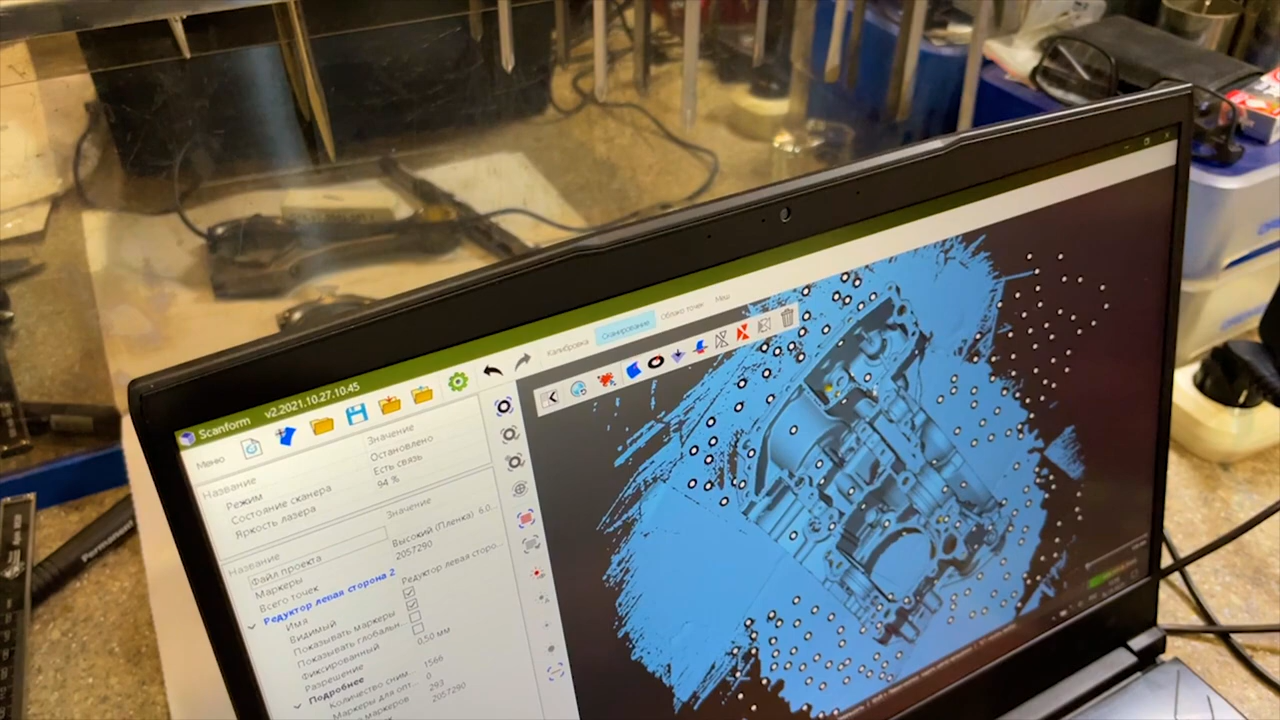 Scanform v2.2021.10.27.10.45
Меню
Калибровка Сканирование Облако точек Меш
Название Значение
Режим Остановлено
Состояние сканера Есть связь
Яркость лазера 94 %
Название Значение
Файл проекта
Маркеры Высокий (Пленка) 6.0...
Всего точек 2057290
Редуктор левая сторона 2
Имя Редуктор левая сторо...
Видимый
Показывать маркеры
Показывать глобальн...
Фиксированный
Разрешение 0.50 мм
Подробнее
Количество сним... 1566
Маркеры для опт... 0
маркеров 293
2057290
Permanent